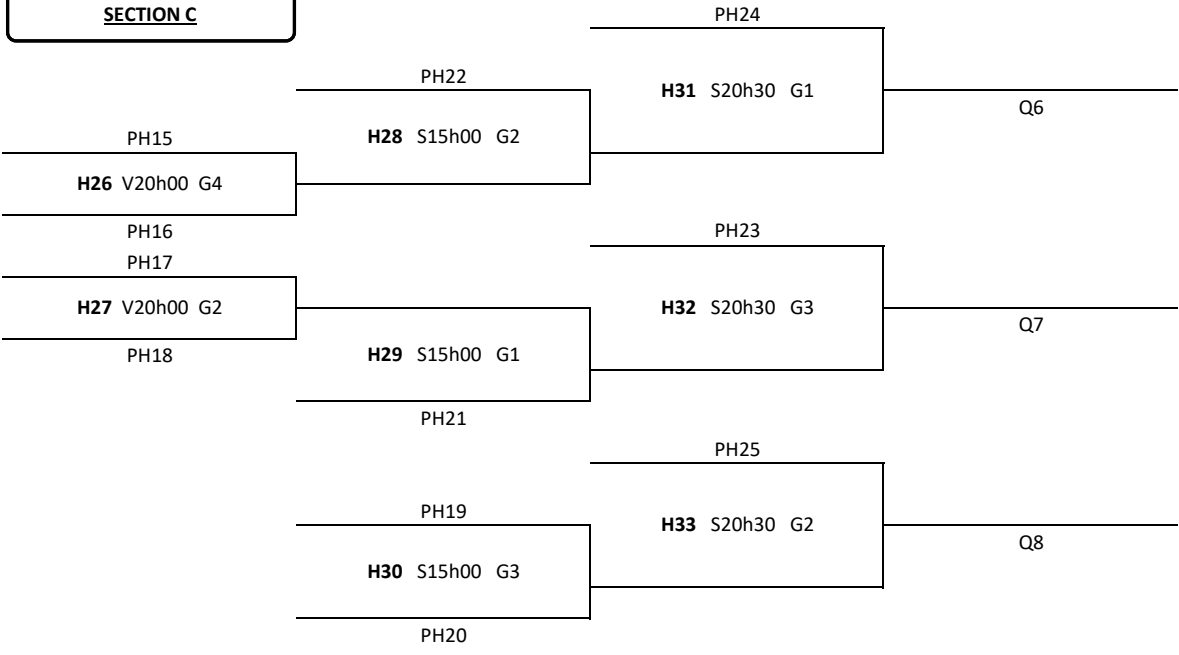 SECTION C
PH24
PH22
H31 S20h30 G1
Q6
PH15
H28 S15h00 G2
H26 V20h00 G4
PH16
PH23
PH17
H27 V20h00 G2
H32 S20h30 G3
Q7
PH18
H29 S15h00 G1
PH21
PH25
PH19
H33 S20h30 G2
Q8
H30 S15h00 G3
PH20